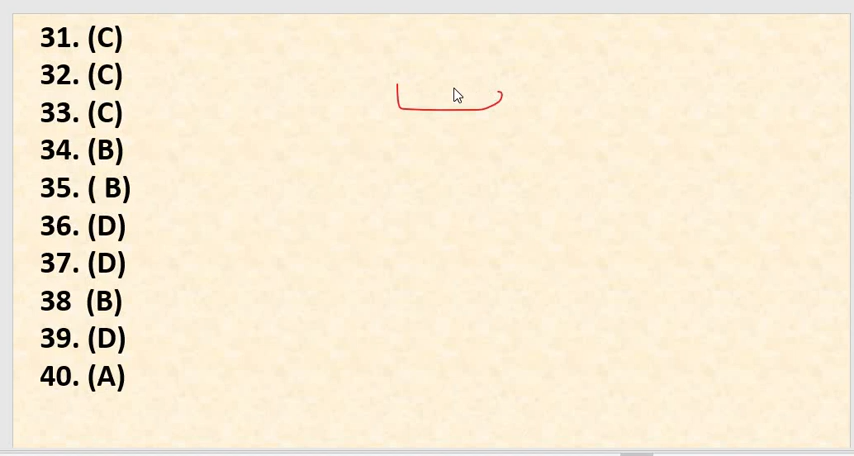 31. (C)
32. (C)
33. (C)
34. (B)
35. ( B)
36. (D)
37. (D)
38  (B)
39. (D)
40. (A)